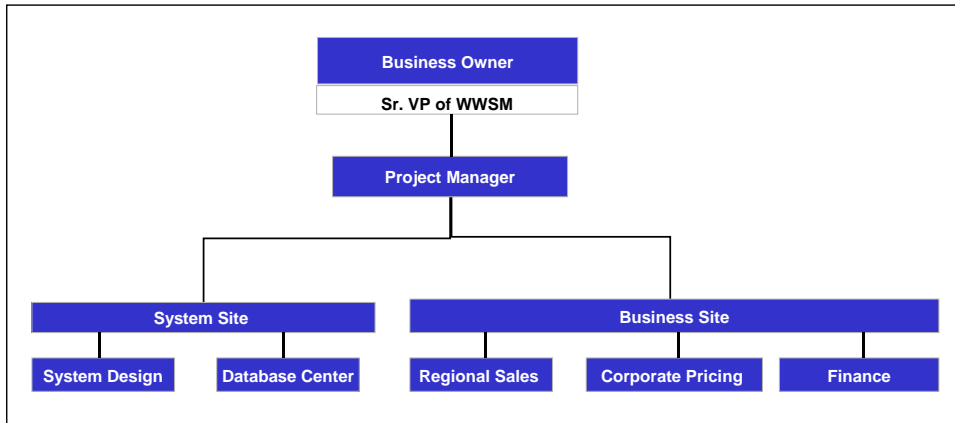 Business Owner
Sr. VP of WWSM
Project Manager
System Site
Business Site
System Design
Database Center
Regional Sales
Corporate Pricing
Finance